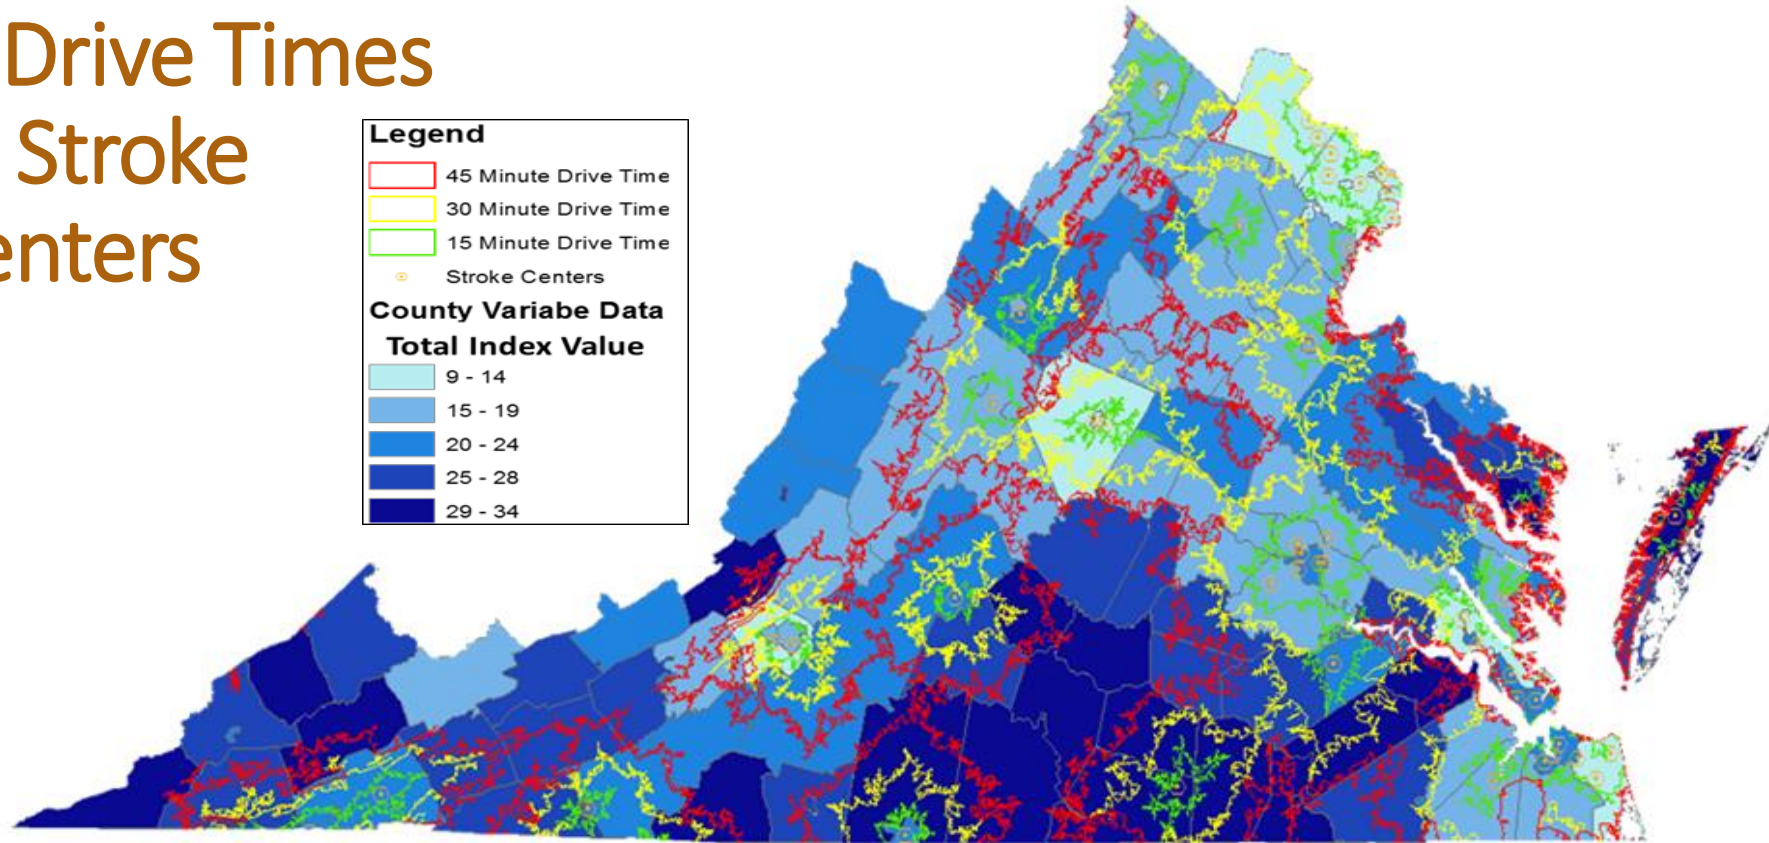 Drive Times
Stroke
enters
Legend
45 Minute Drive Time
30 Minute Drive Time
15 Minute Drive Time
Stroke Centers
County Variabe Data
Total Index Value
9 - 14
15 - 19
20 - 24
25 - 28
29 - 34